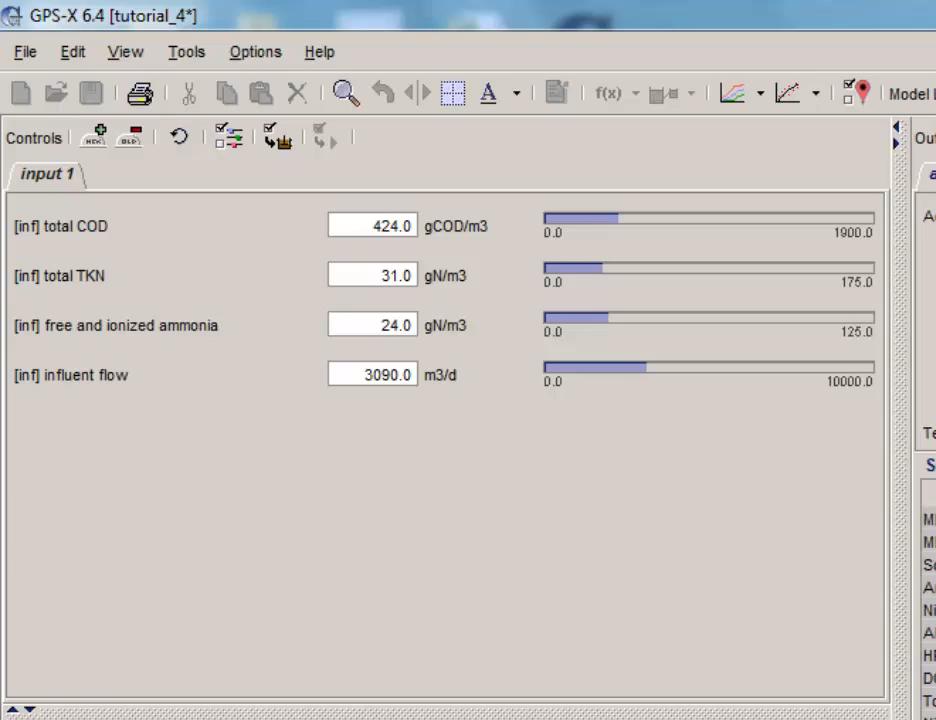 GPS-X 6.4 [tutorial_4*]
File Edit View Tools Options Help
A f(x) Model
Controls NEW OLD
input 1
[inf] total COD 424.0 gCOD/m3 0.0 1900.0
[inf] total TKN 31.0 gN/m3 0.0 175.0
[inf] free and ionized ammonia 24.0 gN/m3 0.0 125.0
[inf] influent flow 3090.0 m3/d 0.0 10000.0